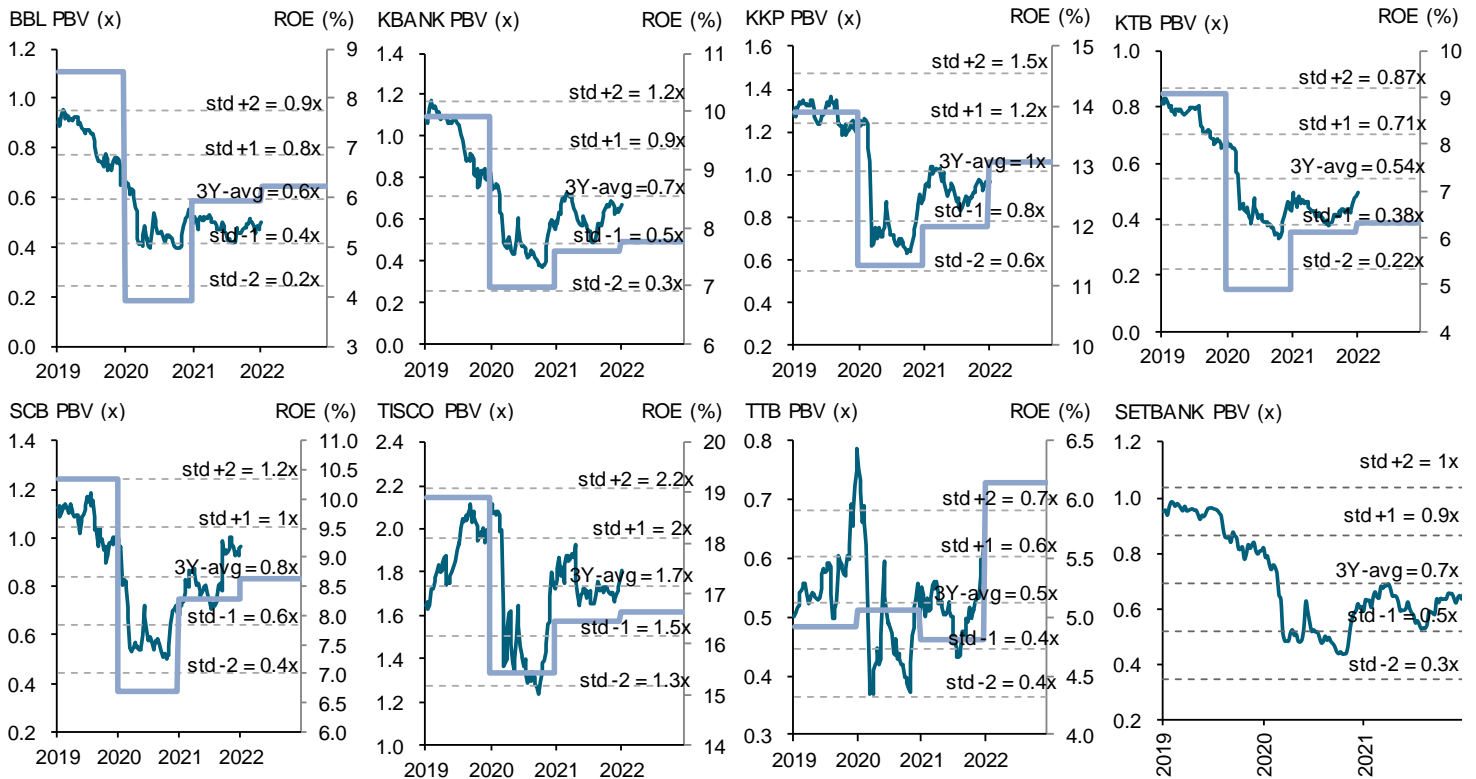 BBL PBV (x) ROE (%)
1.2
1.0
0.8
0.6
0.4
0.2
0.0
9
8
7
6
5
4
3
std +2 = 0.9x
std +1 = 0.8x
3Y-avg = 0.6x
std -1 = 0.4x
std -2 = 0.2x
2019 2020 2021 2022
KBANK PBV (x) ROE (%)
1.4
1.2
1.0
0.8
0.6
0.4
0.2
0.0
11
10
9
8
7
6
std +2 = 1.2x
std +1 = 0.9x
3Y-avg = 0.7x
std -1 = 0.5x
std -2 = 0.3x
2019 2020 2021 2022
KKP PBV (x) ROE (%)
1.6
1.4
1.2
1.0
0.8
0.6
0.4
0.2
15
14
13
12
11
10
std +2 = 1.5x
std +1 = 1.2x
3Y-avg = 1x
std -1 = 0.8x
std -2 = 0.6x
2019 2020 2021 2022
KTB PBV (x) ROE (%)
1.0
0.8
0.6
0.4
0.2
0.0
10
9
8
7
6
5
4
std +2 = 0.87x
std +1 = 0.71x
3Y-avg = 0.54x
std -1 = 0.38x
std -2 = 0.22x
2019 2020 2021 2022
SCB PBV (x) ROE (%)
1.4
1.2
1.0
0.8
0.6
0.4
0.2
11.0
10.5
10.0
9.5
9.0
8.5
8.0
7.5
7.0
6.5
6.0
std +2 = 1.2x
std +1 = 1x
3Y-avg = 0.8x
std -1 = 0.6x
std -2 = 0.4x
2019 2020 2021 2022
TISCO PBV (x) ROE (%)
2.4
2.2
2.0
1.8
1.6
1.4
1.2
1.0
20
19
18
17
16
15
14
std +2 = 2.2x
std +1 = 2x
3Y-avg = 1.7x
std -1 = 1.5x
std -2 = 1.3x
2019 2020 2021 2022
TTB PBV (x) ROE (%)
0.8
0.7
0.6
0.5
0.4
0.3
6.5
6.0
5.5
5.0
4.5
4.0
std +2 = 0.7x
std +1 = 0.6x
3Y-avg = 0.5x
std -1 = 0.4x
std -2 = 0.4x
2019 2020 2021 2022
SETBANK PBV (x)
1.2
1.0
0.8
0.6
0.4
0.2
std +2 = 1x
std +1 = 0.9x
3Y-avg = 0.7x
std -1 = 0.5x
std -2 = 0.3x
2019
2020
2021